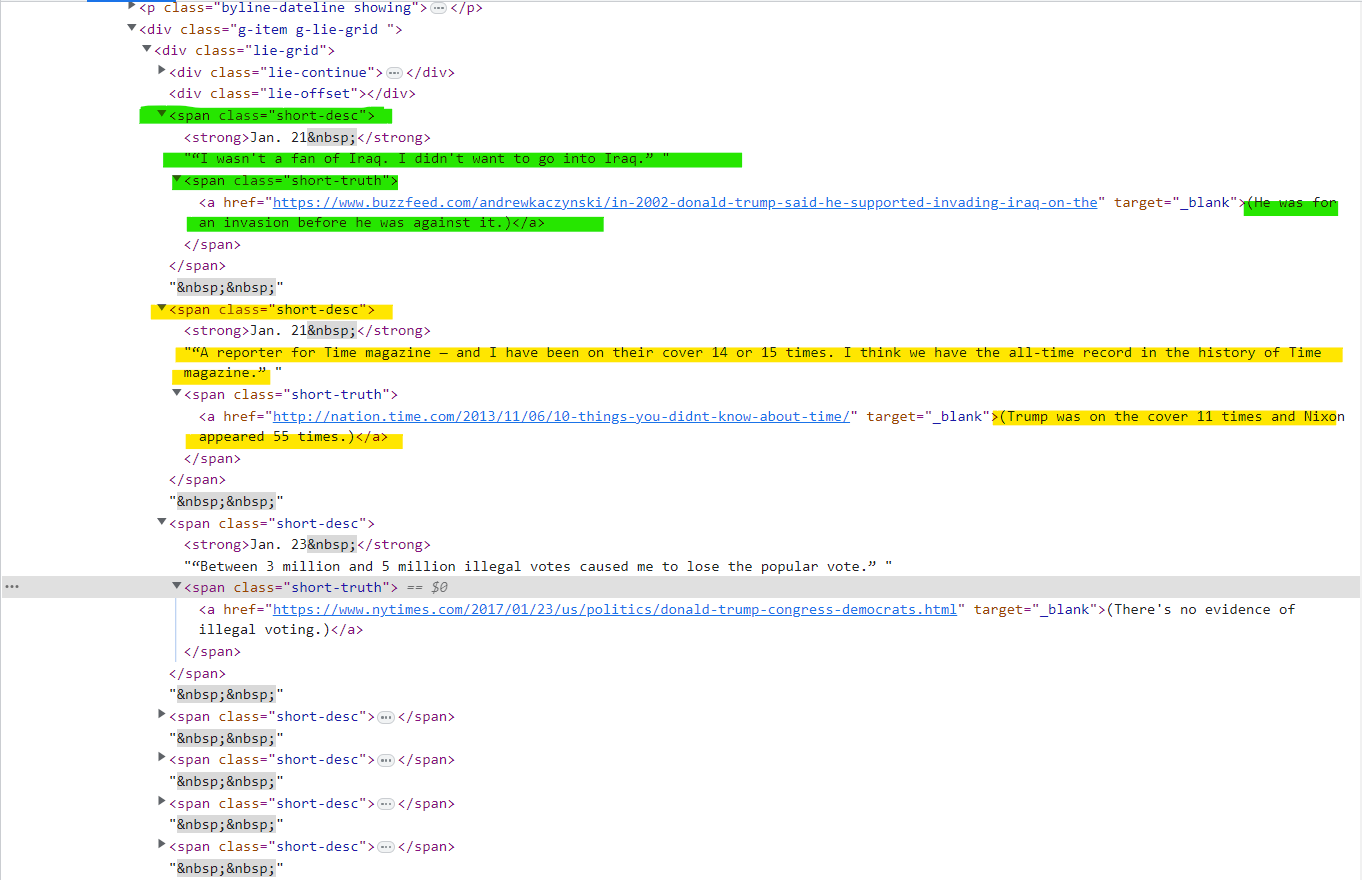 <p class="byline-dateline showing"> ⋯ </p>
<div class="g-item g-lie-grid ">
<div class="lie-grid">
<div class="lie-continue"> ⋯ </div>
<div class="lie-offset"></div>
<span class="short-desc">
<strong>Jan. 21&nbsp;</strong>
"“I wasn't a fan of Iraq. I didn't want to go into Iraq.” "
<span class="short-truth">
<a href="https://www.buzzfeed.com/andrewkaczynski/in-2002-donald-trump-said-he-supported-invading-iraq-on-the" target="_blank">(He was for
an invasion before he was against it.)</a>
</span>
</span>
"&nbsp;&nbsp;"
<span class="short-desc">
<strong>Jan. 21&nbsp;</strong>
"“A reporter for Time magazine — and I have been on their cover 14 or 15 times. I think we have the all-time record in the history of Time
magazine.” "
<span class="short-truth">
<a href="http://nation.time.com/2013/11/06/10-things-you-didnt-know-about-time/" target="_blank">(Trump was on the cover 11 times and Nixon
appeared 55 times.)</a>
</span>
</span>
"&nbsp;&nbsp;"
<span class="short-desc">
<strong>Jan. 23&nbsp;</strong>
"“Between 3 million and 5 million illegal votes caused me to lose the popular vote.” "
<span class="short-truth"> == $0
<a href="https://www.nytimes.com/2017/01/23/us/politics/donald-trump-congress-democrats.html" target="_blank">(There's no evidence of
illegal voting.)</a>
</span>
</span>
"&nbsp;&nbsp;"
<span class="short-desc"> ⋯ </span>
"&nbsp;&nbsp;"
<span class="short-desc"> ⋯ </span>
"&nbsp;&nbsp;"
<span class="short-desc"> ⋯ </span>
"&nbsp;&nbsp;"
<span class="short-desc"> ⋯ </span>
"&nbsp;&nbsp;"